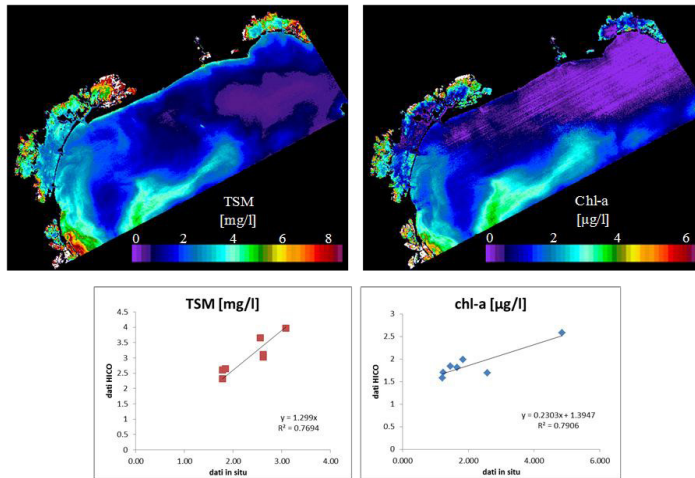 TSM
[mg/l]
0 2 4 6 8
Chl-a
[µg/l]
0 2 4 6
TSM [mg/l]
4.5
4
3.5
3
2.5
2
1.5
1
0.5
0
0.00 1.00 2.00 3.00 4.00
dati HICO
dati in situ
y = 1.299x
R² = 0.7694
chl-a [µg/l]
3
2.5
2
1.5
1
0.5
0
0.000 2.000 4.000 6.000
dati HICO
dati in situ
y = 0.2303x + 1.3947
R² = 0.7906